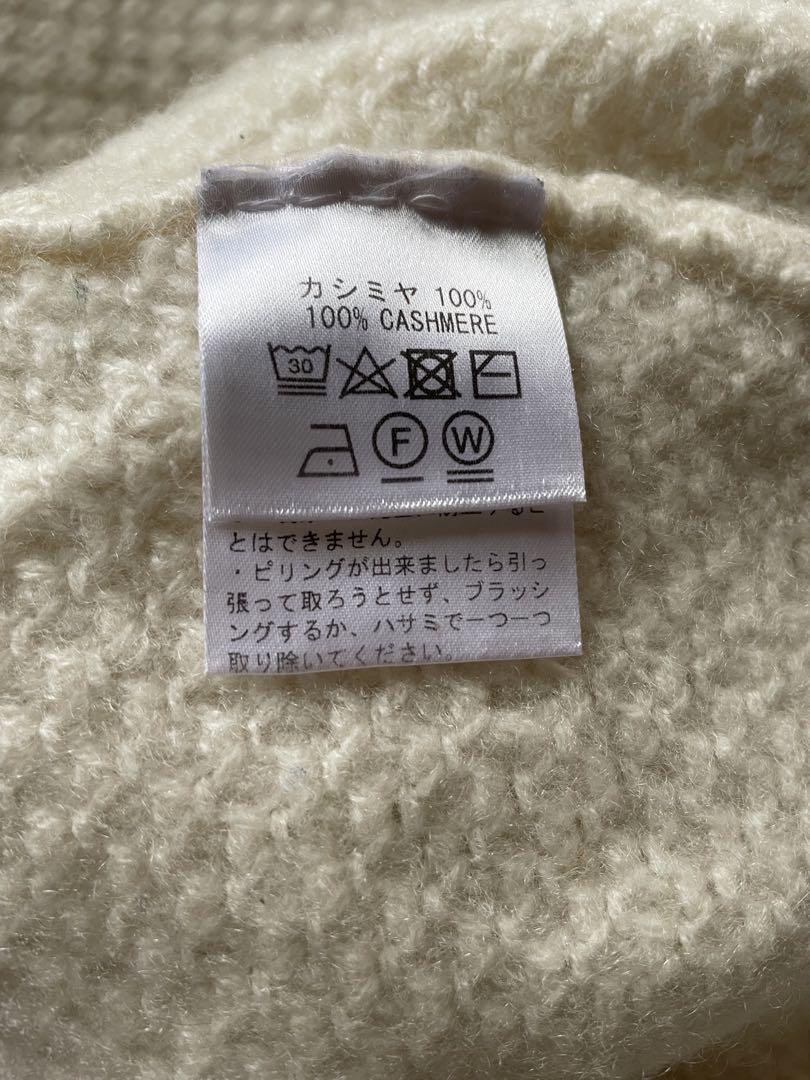 カシミヤ 100%
100% CASHMERE
30
F
W
とはできません。
・ピリングが出来ましたら引っ
張って取ろうとせず、ブラッシ
ングするか、ハサミで一つ一つ
取り除いてください。